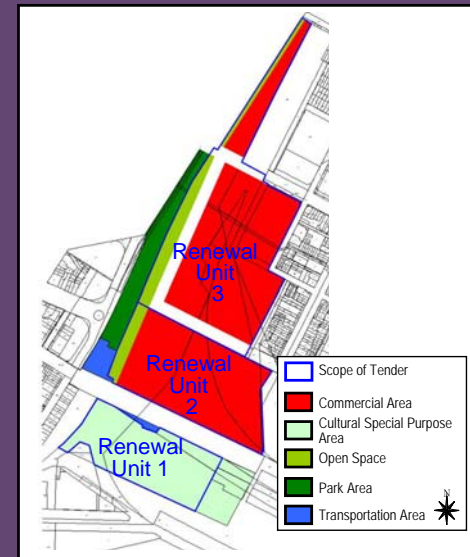 Renewal
Unit
3
Renewal
Unit
2
Renewal
Unit 1
Scope of Tender
Commercial Area
Cultural Special Purpose
Area
Open Space
Park Area
Transportation Area
N